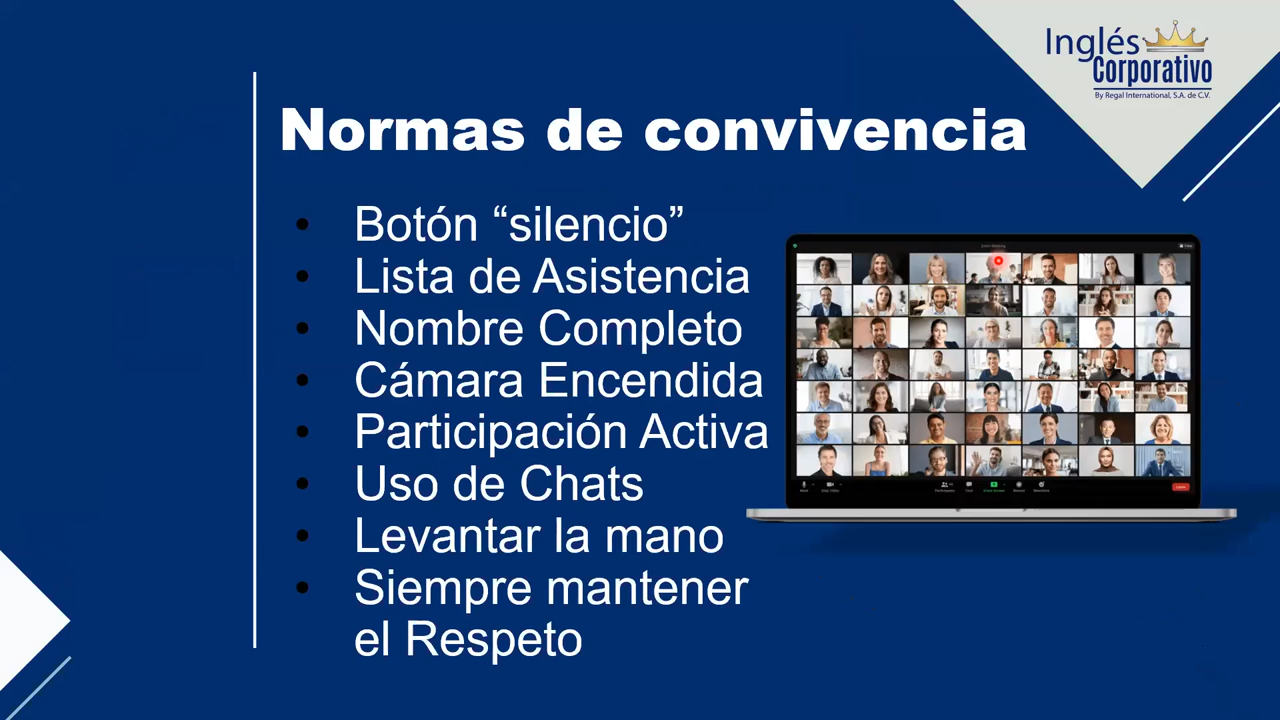 Inglés
Corporativo
By Regal International, S.A. de C.V.
Normas de convivencia
• Botón “silencio”
• Lista de Asistencia
• Nombre Completo
• Cámara Encendida
• Participación Activa
• Uso de Chats
• Levantar la mano
• Siempre mantener
el Respeto